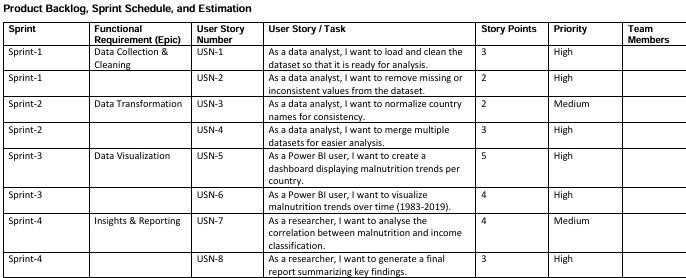 Product Backlog, Sprint Schedule, and Estimation
Sprint Functional Requirement (Epic) User Story Number User Story / Task Story Points Priority Team Members
Sprint-1 Data Collection & Cleaning USN-1 As a data analyst, I want to load and clean the dataset so that it is ready for analysis. 3 High
Sprint-1 USN-2 As a data analyst, I want to remove missing or inconsistent values from the dataset. 2 High
Sprint-2 Data Transformation USN-3 As a data analyst, I want to normalize country names for consistency. 2 Medium
Sprint-2 USN-4 As a data analyst, I want to merge multiple datasets for easier analysis. 3 High
Sprint-3 Data Visualization USN-5 As a Power BI user, I want to create a dashboard displaying malnutrition trends per country. 5 High
Sprint-3 USN-6 As a Power BI user, I want to visualize malnutrition trends over time (1983-2019). 4 High
Sprint-4 Insights & Reporting USN-7 As a researcher, I want to analyse the correlation between malnutrition and income classification. 4 Medium
Sprint-4 USN-8 As a researcher, I want to generate a final report summarizing key findings. 3 High